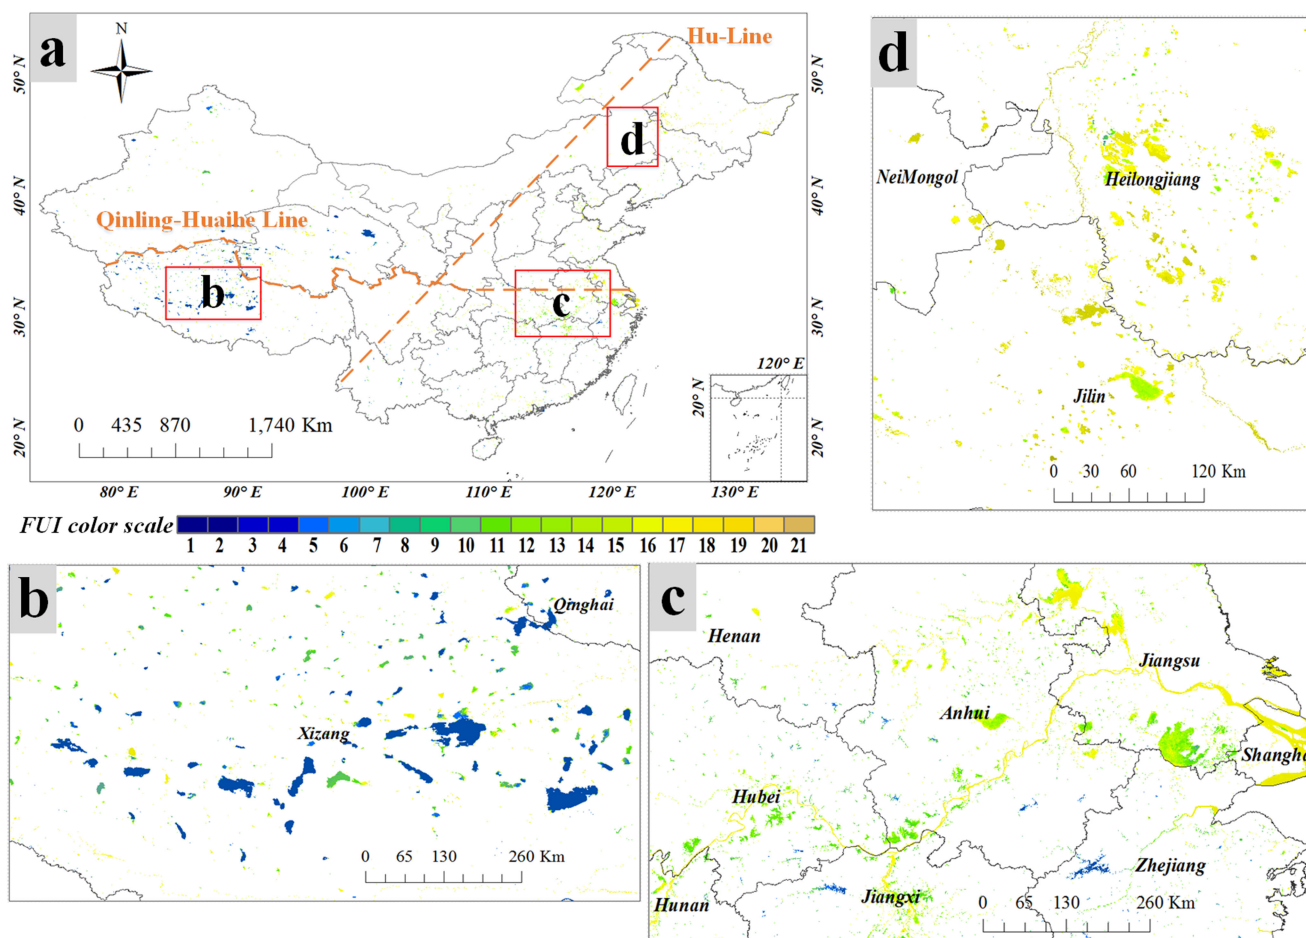 a
N
Hu-Line
Qinling-Huaihe Line
b
c
d
50° N
40° N
30° N
20° N
50° N
40° N
30° N
20° N
120° E
20° N
0 435 870 1,740 Km
80° E 90° E 100° E 110° E 120° E 130° E
d
NeiMongol
Heilongjiang
Jilin
0 30 60 120 Km
FUI color scale
1 2 3 4 5 6 7 8 9 10 11 12 13 14 15 16 17 18 19 20 21
b
Qinghai
Xizang
0 65 130 260 Km
c
Henan
Jiangsu
Anhui
Shangha
Hubei
Zhejiang
Hunan
Jiangxi
0 65 130 260 Km